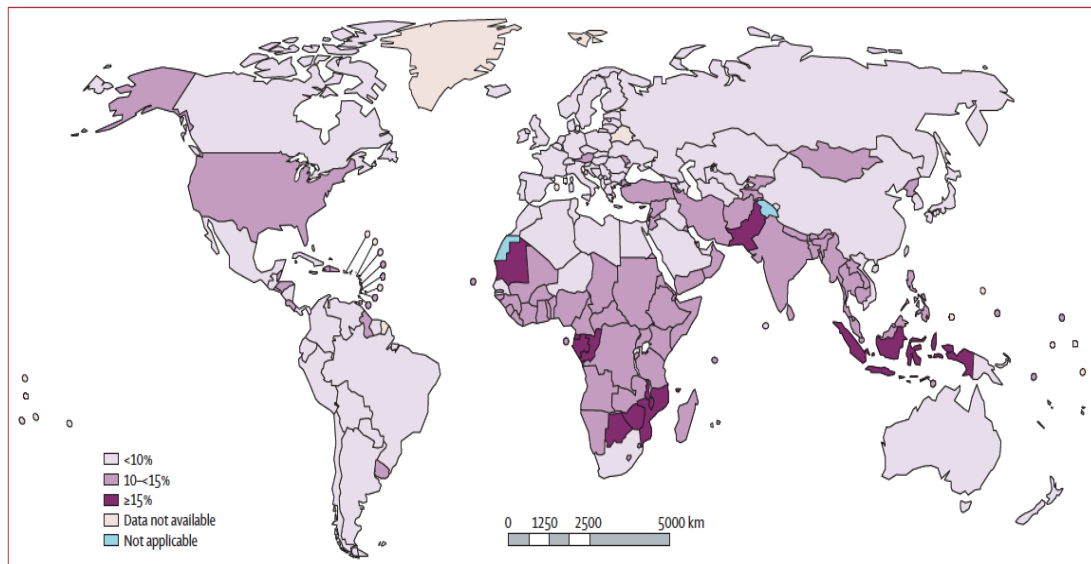 <10%
10–<15%
≥15%
Data not available
Not applicable
0 1250 2500 5000 km